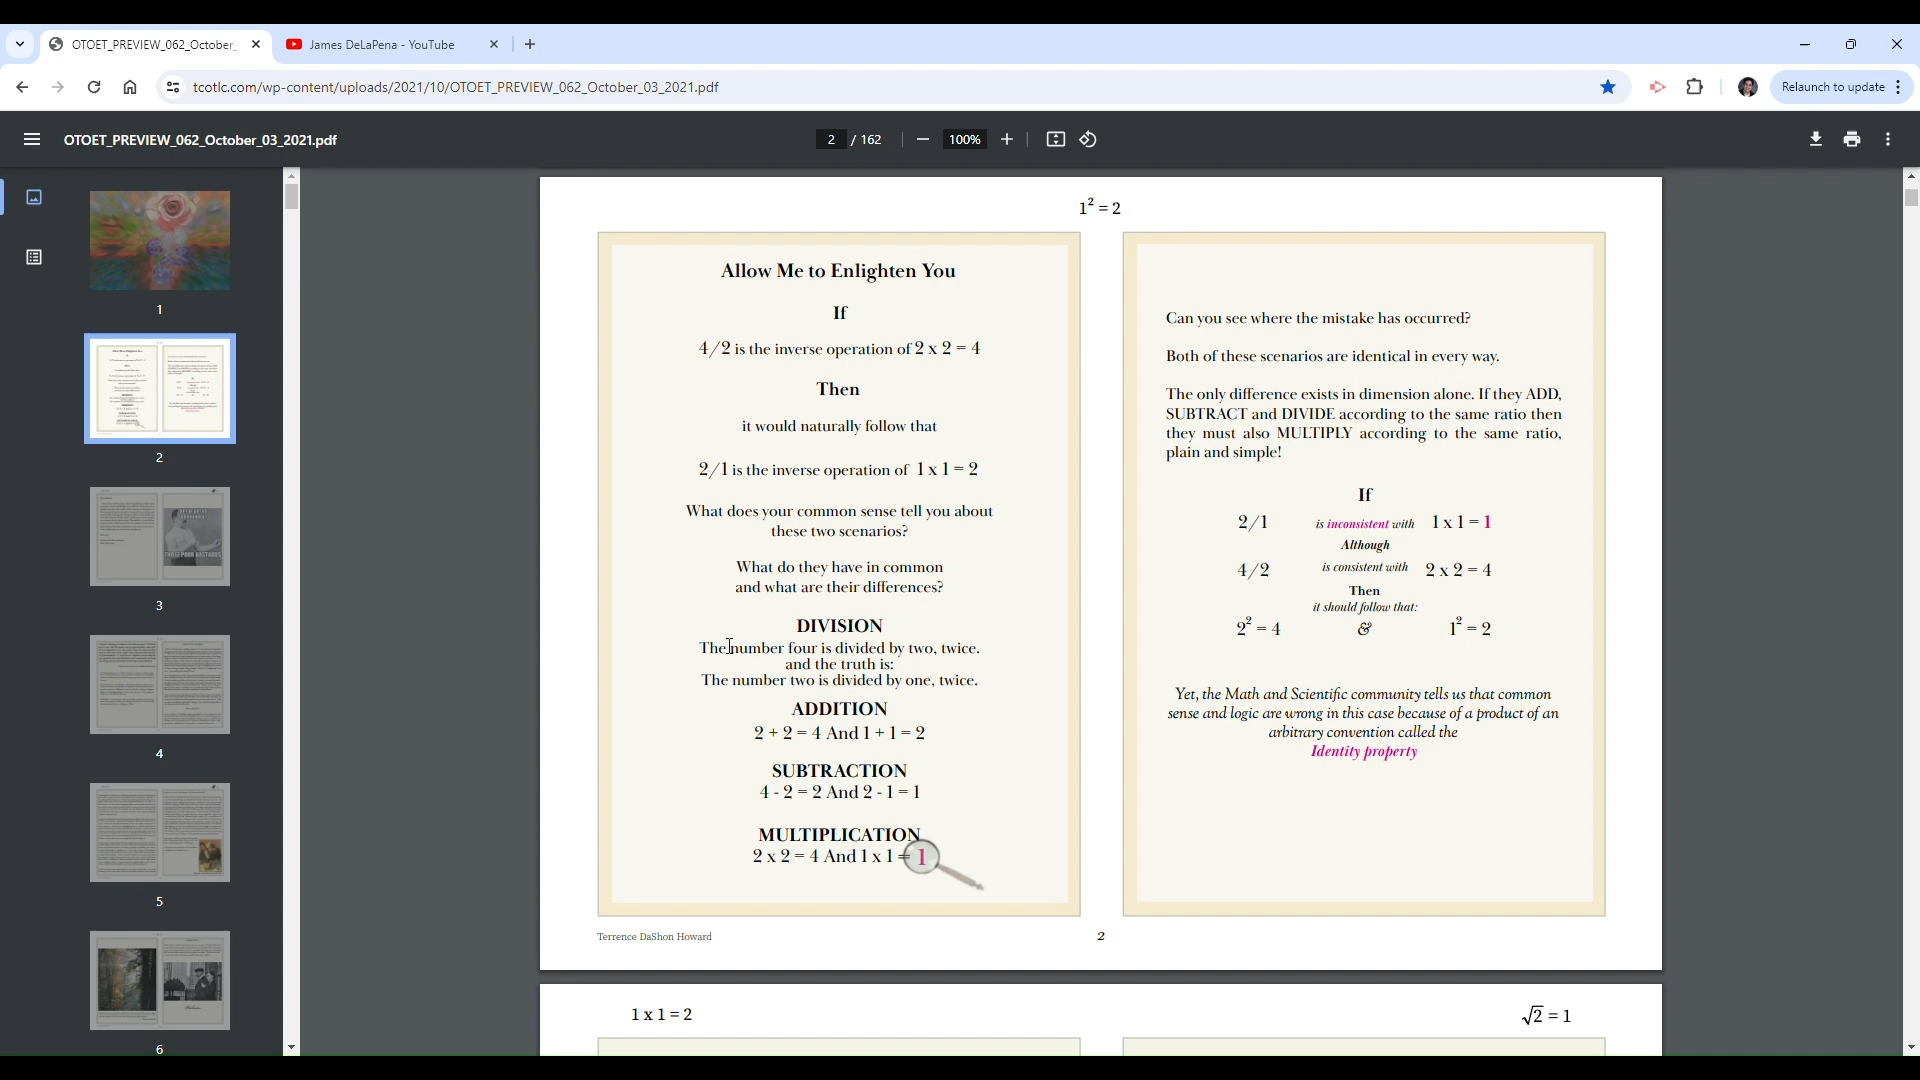 OTOET_PREVIEW_062_October_
James DeLaPena - YouTube
tcotlc.com/wp-content/uploads/2021/10/OTOET_PREVIEW_062_October_03_2021.pdf
Relaunch to update
OTOET_PREVIEW_062_October_03_2021.pdf
2 / 162
100%
1
2
3
4
5
6
1² = 2
Allow Me to Enlighten You
If
4/2 is the inverse operation of 2 x 2 = 4
Then
it would naturally follow that
2/1 is the inverse operation of 1 x 1 = 2
What does your common sense tell you about
these two scenarios?
What do they have in common
and what are their differences?
DIVISION
The number four is divided by two, twice.
and the truth is:
The number two is divided by one, twice.
ADDITION
2 + 2 = 4 And 1 + 1 = 2
SUBTRACTION
4 - 2 = 2 And 2 - 1 = 1
MULTIPLICATION
2 x 2 = 4 And 1 x 1 = 1
Can you see where the mistake has occurred?
Both of these scenarios are identical in every way.
The only difference exists in dimension alone. If they ADD,
SUBTRACT and DIVIDE according to the same ratio then
they must also MULTIPLY according to the same ratio,
plain and simple!
If
2/1 is inconsistent with 1 x 1 = 1
Although
4/2 is consistent with 2 x 2 = 4
Then
it should follow that:
2² = 4 & 1² = 2
Yet, the Math and Scientific community tells us that common
sense and logic are wrong in this case because of a product of an
arbitrary convention called the
Identity property
Terrence DaShon Howard
2
1 x 1 = 2
√2 = 1